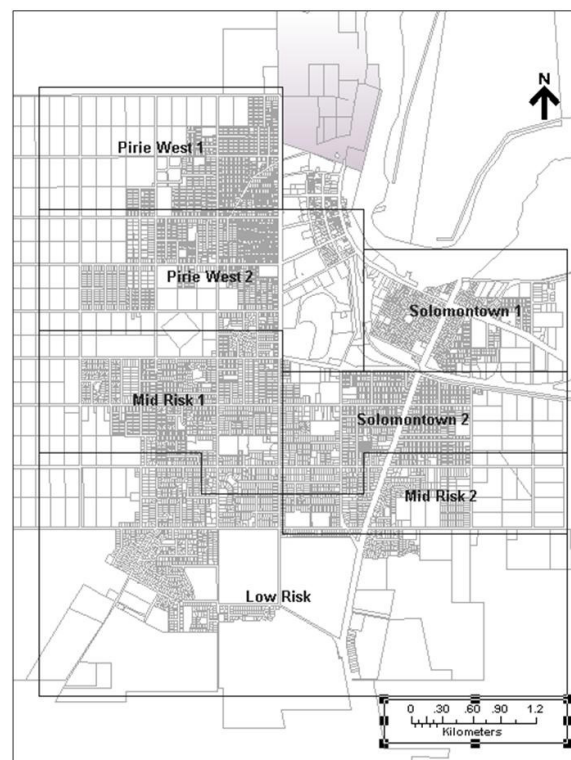 N
Pirie West 1
Pirie West 2
Solomontown 1
Mid Risk 1
Solomontown 2
Mid Risk 2
Low Risk
0 .30 .60 .90 1.2
Kilometers